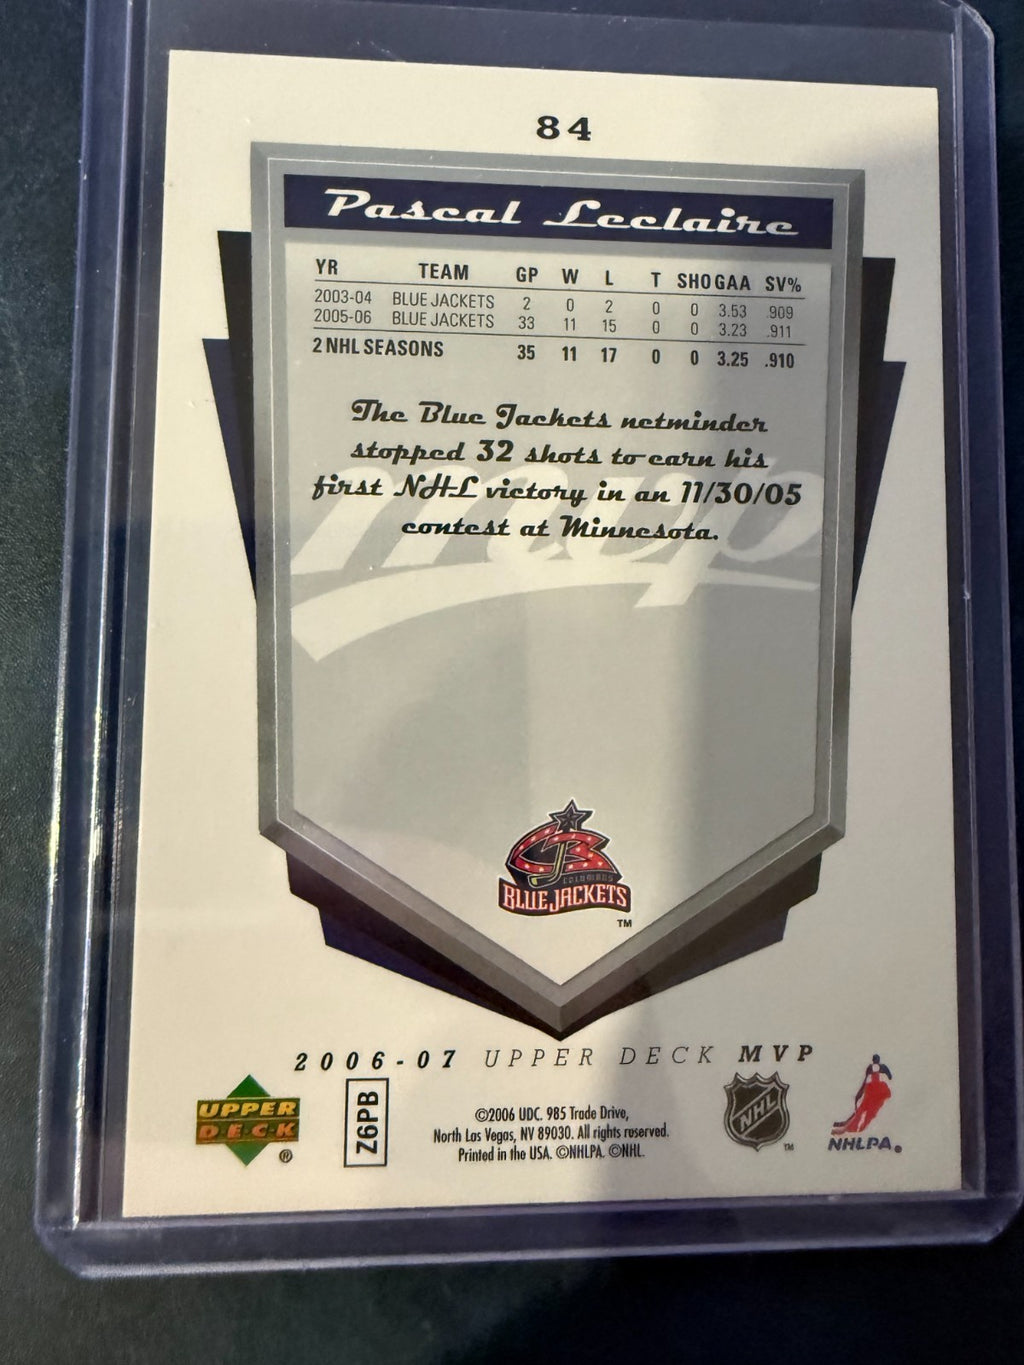 84
Pascal Leclaire
YR TEAM GP W L T SHO GAA SV%
2003-04 BLUE JACKETS 2 0 2 0 0 3.53 .909
2005-06 BLUE JACKETS 33 11 15 0 0 3.23 .911
2 NHL SEASONS 35 11 17 0 0 3.25 .910
The Blue Jackets netminder
stopped 32 shots to earn his
first NHL victory in an 11/30/05
contest at Minnesota.
mvp
CB
COLUMBUS
BLUE JACKETS
TM
2006-07 UPPER DECK MVP
UPPER
DECK
®
Z6PB
©2006 UDC. 985 Trade Drive,
North Las Vegas, NV 89030. All rights reserved.
Printed in the USA. ©NHLPA. ©NHL.
NHL
TM
NHLPA®